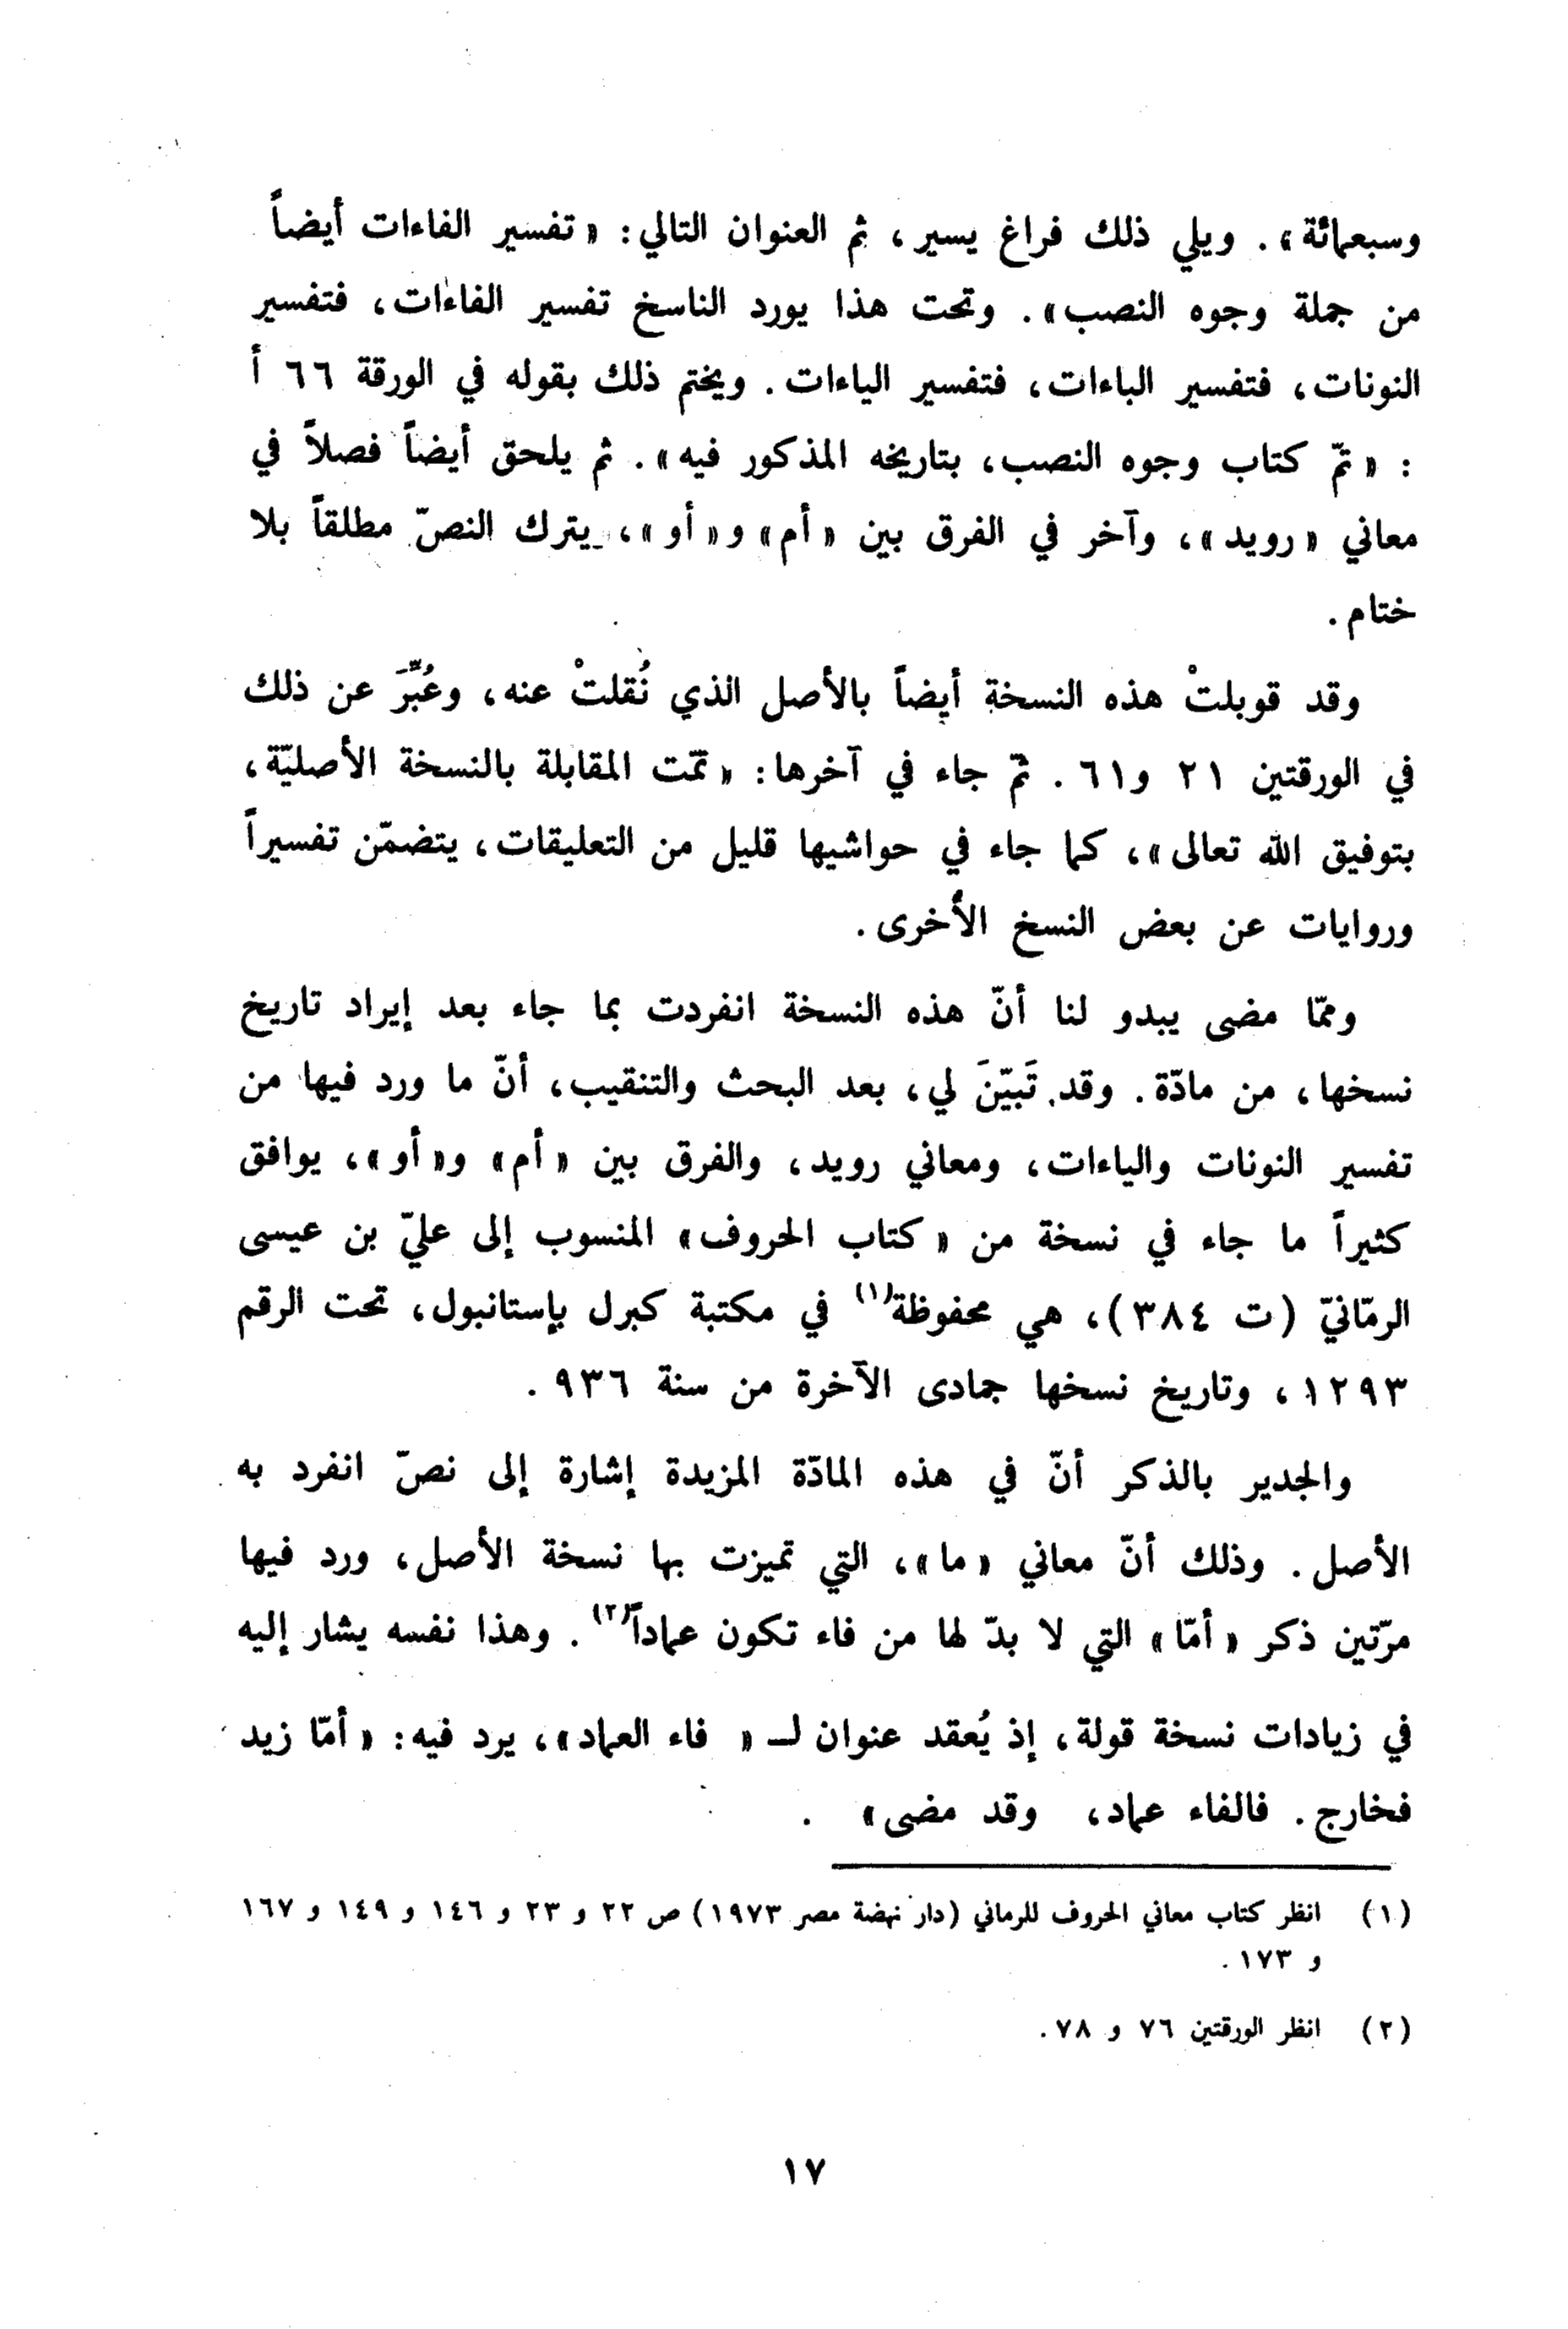 وسبعمائة». ويلي ذلك فراغ يسير، ثم العنوان التالي: «تفسير الفاءات أيضاً
من جملة وجوه النصب». وتحت هذا يورد الناسخ تفسير الفاءات، فتفسير
النونات، فتفسير الباءات، فتفسير الياءات. ويختم ذلك بقوله في الورقة ٦٦ أ
: «تمّ كتاب وجوه النصب، بتاريخه المذكور فيه». ثم يلحق أيضاً فصلاً في
معاني «رويد»، وآخر في الفرق بين «أم» و«أو»، يترك النصّ مطلقاً بلا
ختام.
وقد قوبلتْ هذه النسخة أيضاً بالأصل الذي نُقلتْ عنه، وعُبِّرَ عن ذلك
في الورقتين ٢١ و٦١. ثمّ جاء في آخرها: «تمّت المقابلة بالنسخة الأصليّة،
بتوفيق الله تعالى»، كما جاء في حواشيها قليل من التعليقات، يتضمّن تفسيراً
وروايات عن بعض النسخ الأخرى.
وممّا مضى يبدو لنا أنّ هذه النسخة انفردت بما جاء بعد إيراد تاريخ
نسخها، من مادّة. وقد تَبيّنَ لي، بعد البحث والتنقيب، أنّ ما ورد فيها من
تفسير النونات والياءات، ومعاني رويد، والفرق بين «أم» و«أو»، يوافق
كثيراً ما جاء في نسخة من «كتاب الحروف» المنسوب إلى عليّ بن عيسى
الرمّانيّ (ت ٣٨٤)، هي محفوظة(١) في مكتبة كبرل بإستانبول، تحت الرقم
١٢٩٣، وتاريخ نسخها جمادى الآخرة من سنة ٩٣٦.
والجدير بالذكر أنّ في هذه المادّة المزيدة إشارة إلى نصّ انفرد به
الأصل. وذلك أنّ معاني «ما»، التي تميزت بها نسخة الأصل، ورد فيها
مرّتين ذكر «أمّا» التي لا بدّ لها من فاء تكون عماداً(٢). وهذا نفسه يشار إليه
في زيادات نسخة قولة، إذ يُعقد عنوان لـ «فاء العماد»، يرد فيه: «أمّا زيد
فخارج. فالفاء عماد، وقد مضى».
(١) انظر كتاب معاني الحروف للرماني (دار نهضة مصر ١٩٧٣) ص ٢٢ و ٢٣ و ١٤٦ و ١٤٩ و ١٦٧
و ١٧٣.
(٢) انظر الورقتين ٧٦ و ٧٨.
١٧